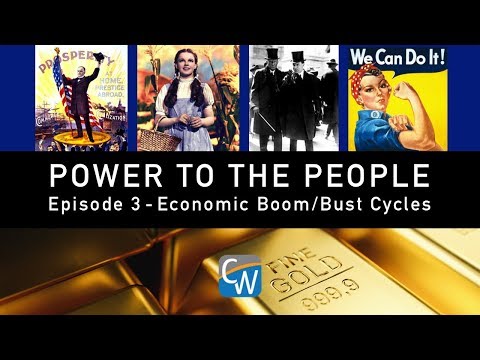 PROSPERITY
AT HOME,
PRESTIGE
ABROAD.
We Can Do It!
POWER TO THE PEOPLE
Episode 3 - Economic Boom/Bust Cycles
CW
FINE
GOLD
999,9